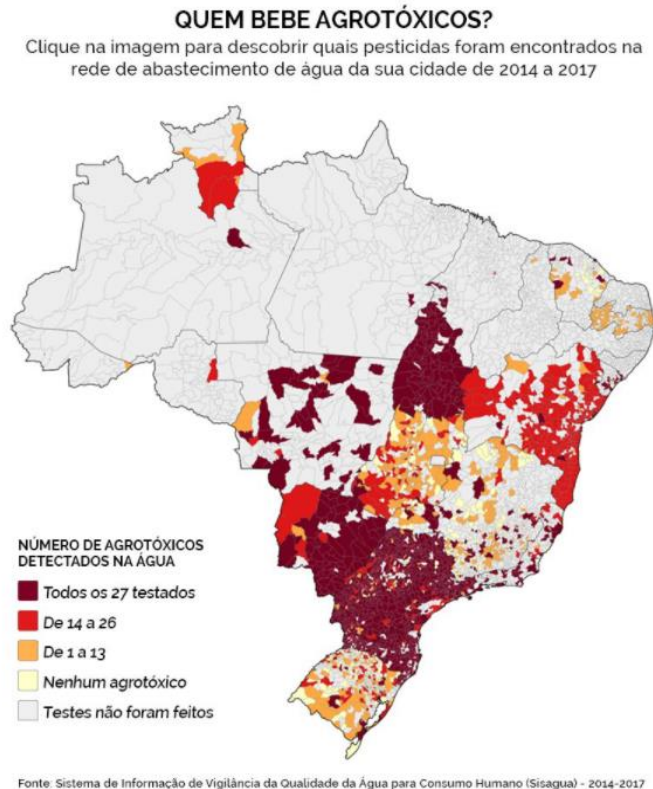 QUEM BEBE AGROTÓXICOS?
Clique na imagem para descobrir quais pesticidas foram encontrados na
rede de abastecimento de água da sua cidade de 2014 a 2017
NÚMERO DE AGROTÓXICOS
DETECTADOS NA ÁGUA
Todos os 27 testados
De 14 a 26
De 1 a 13
Nenhum agrotóxico
Testes não foram feitos
Fonte: Sistema de Informação de Vigilância da Qualidade da Água para Consumo Humano (Sisagua) - 2014-2017